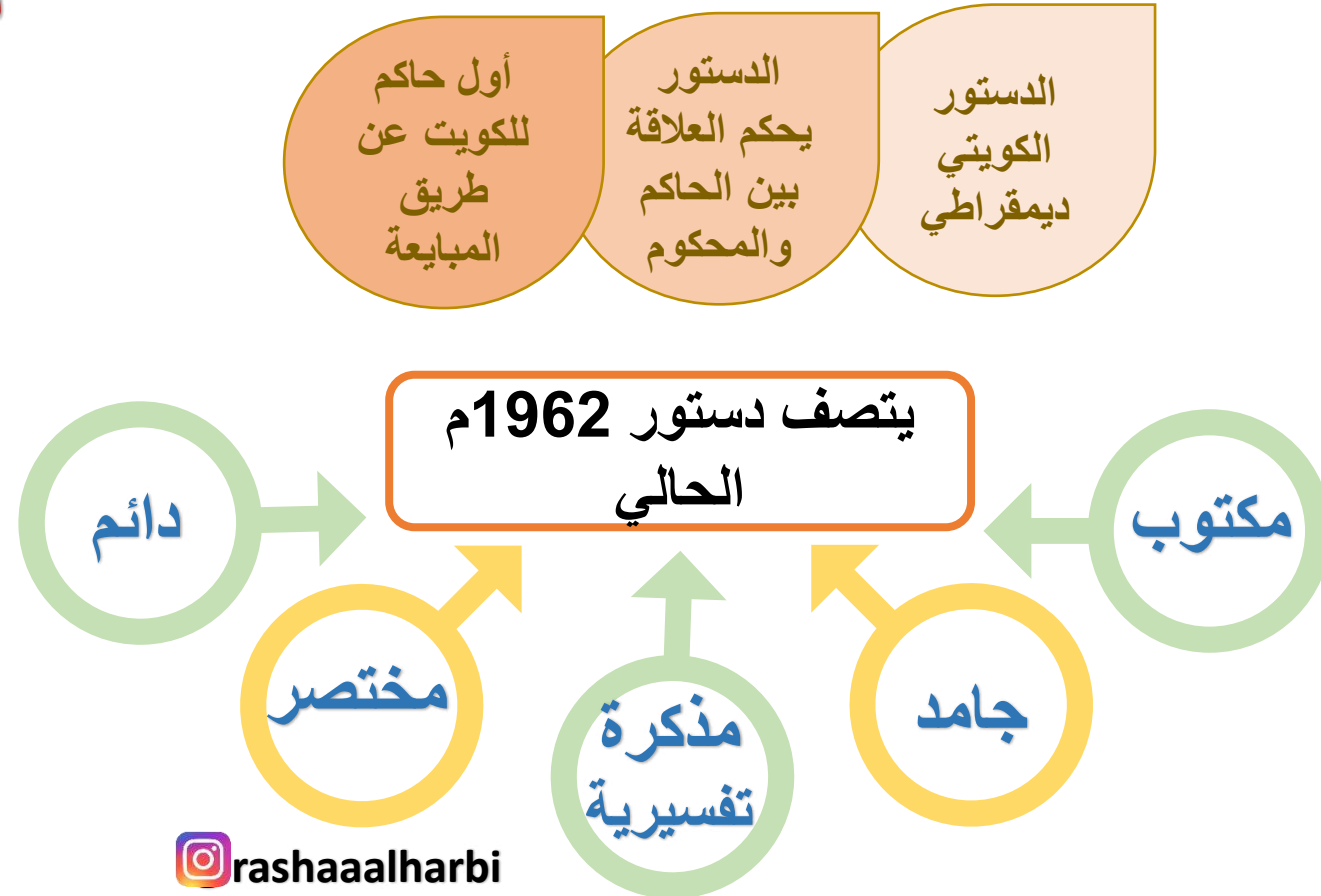 الدستور
الكويتي
ديمقراطي
الدستور
يحكم العلاقة
بين الحاكم
والمحكوم
أول حاكم
للكويت عن
طريق
المبايعة
يتصف دستور 1962م
الحالي
مكتوب
جامد
مذكرة
تفسيرية
مختصر
دائم
rashaaalharbi